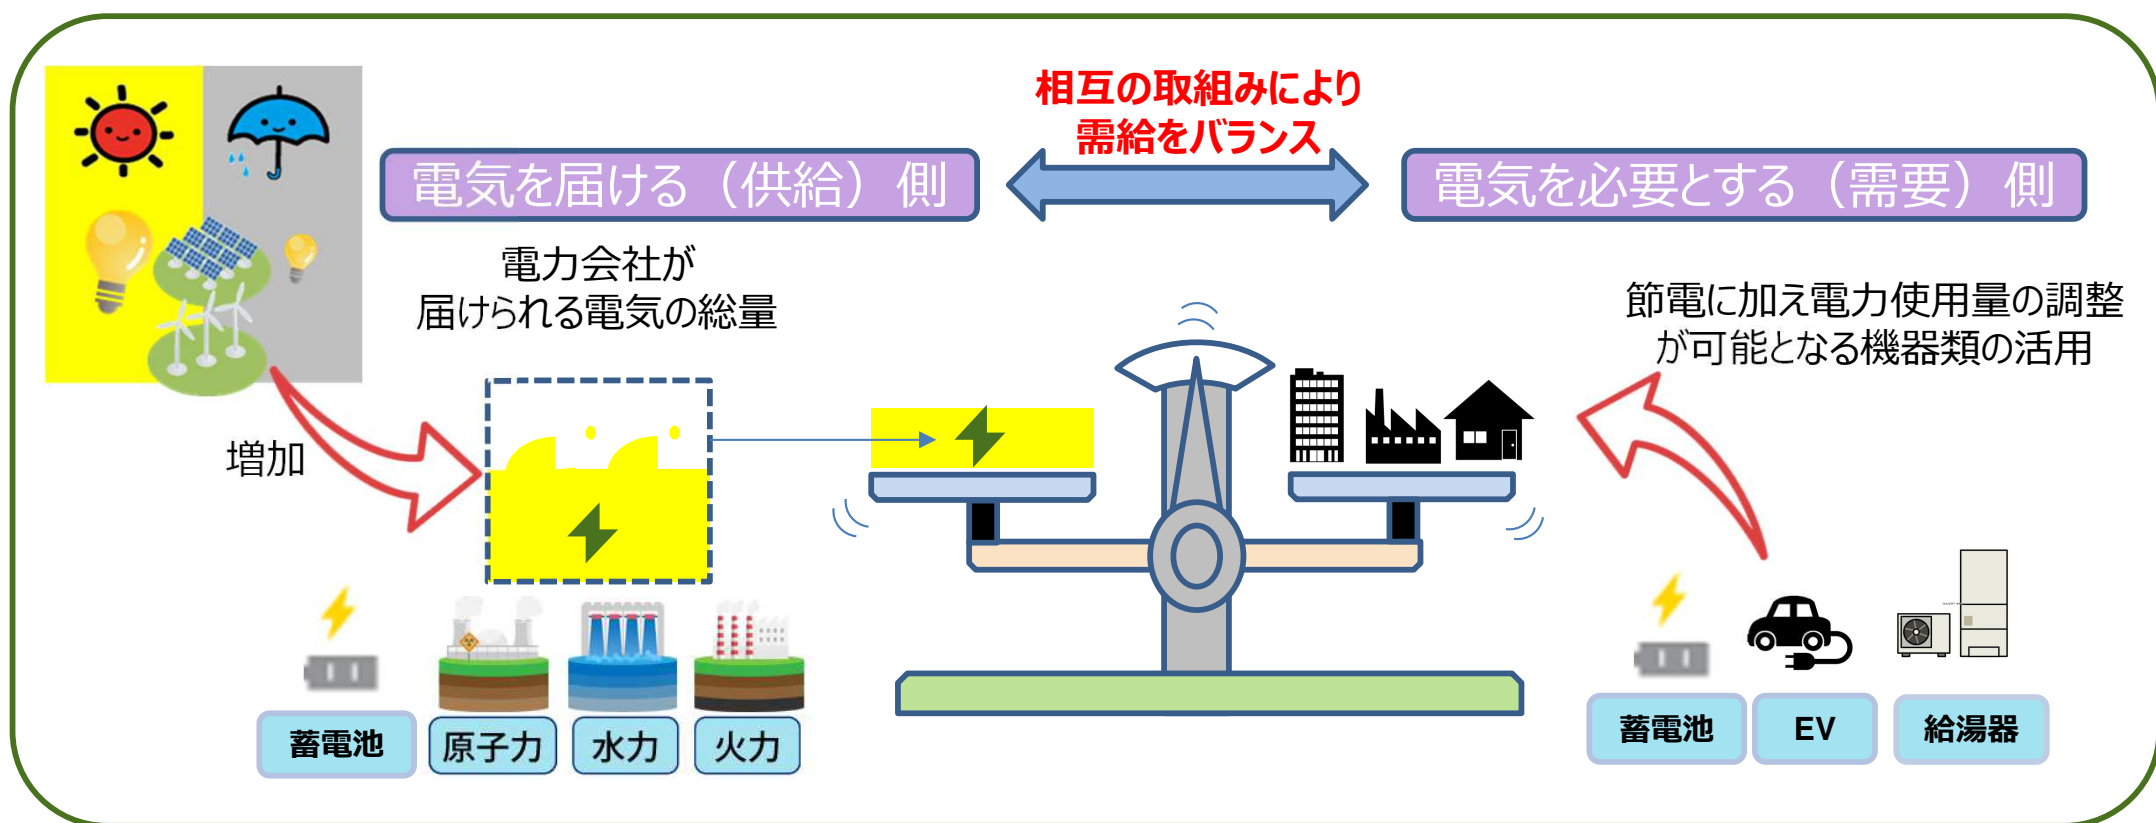 相互の取組みにより
需給をバランス
電気を届ける（供給）側
電気を必要とする（需要）側
電力会社が
届けられる電気の総量
節電に加え電力使用量の調整
が可能となる機器類の活用
増加
蓄電池
原子力
水力
火力
蓄電池
EV
給湯器